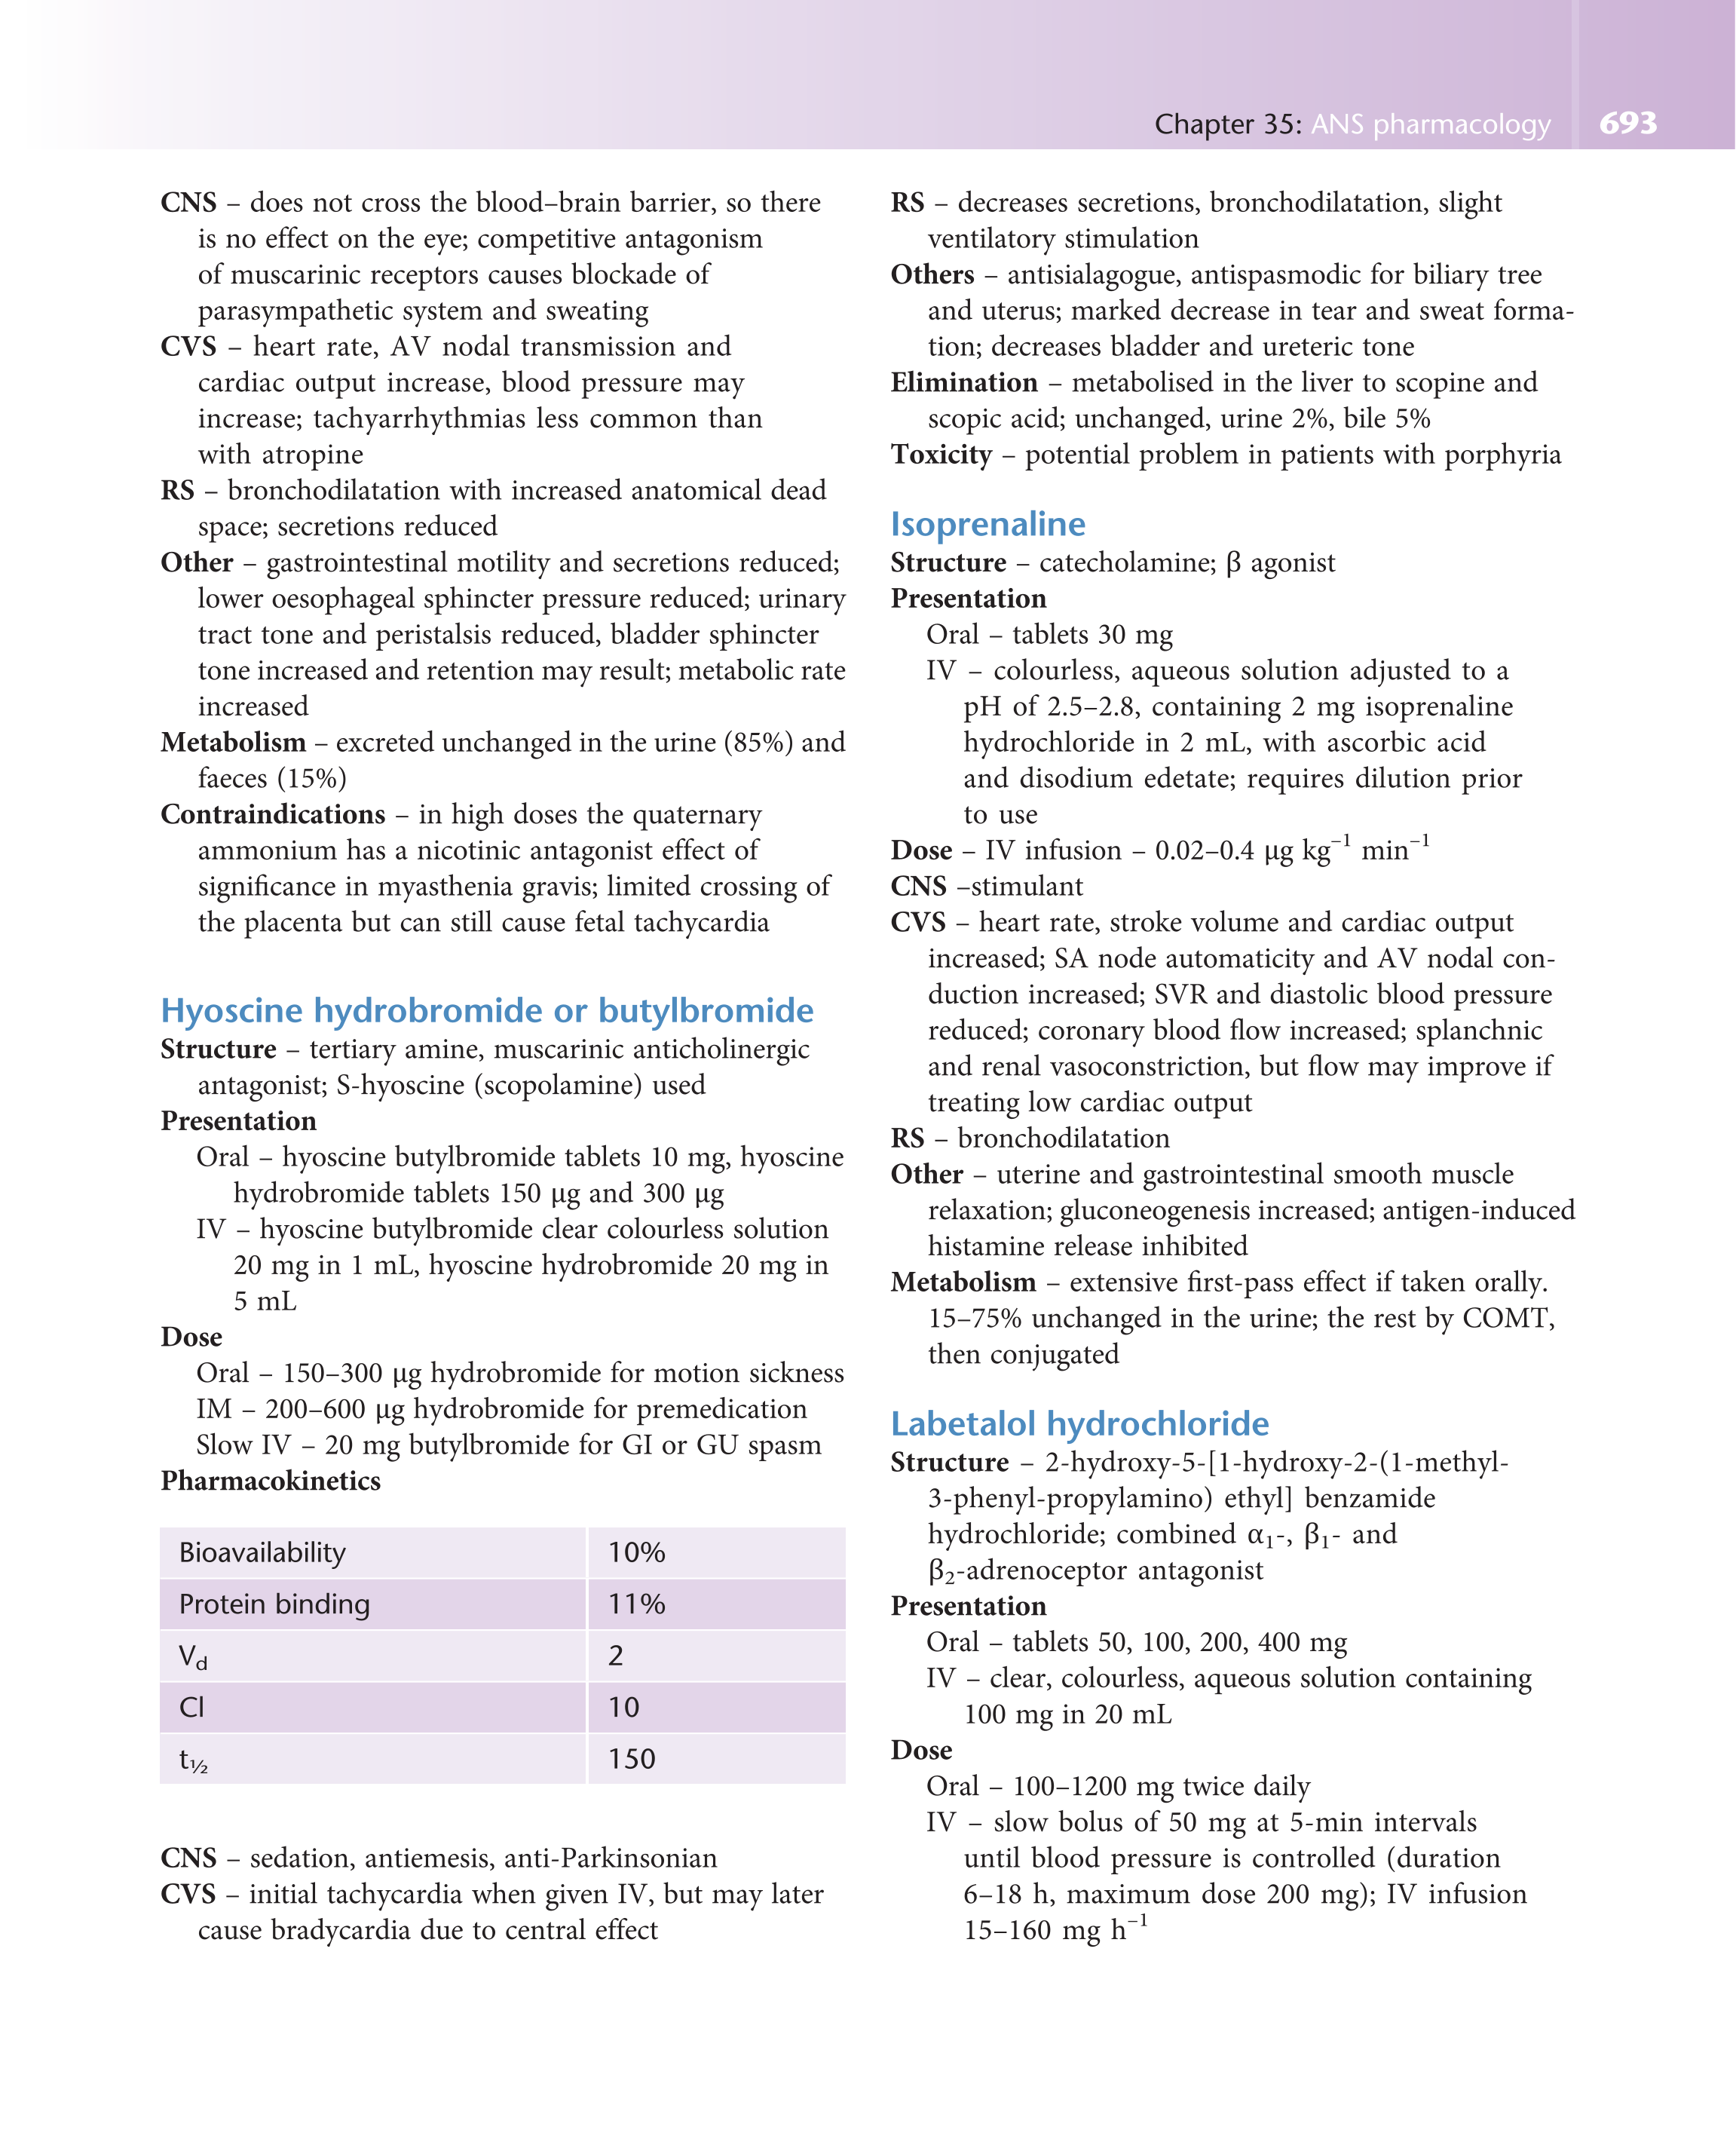 Chapter 35: ANS pharmacology 693
CNS – does not cross the blood–brain barrier, so there
is no effect on the eye; competitive antagonism
of muscarinic receptors causes blockade of
parasympathetic system and sweating
CVS – heart rate, AV nodal transmission and
cardiac output increase, blood pressure may
increase; tachyarrhythmias less common than
with atropine
RS – bronchodilatation with increased anatomical dead
space; secretions reduced
Other – gastrointestinal motility and secretions reduced;
lower oesophageal sphincter pressure reduced; urinary
tract tone and peristalsis reduced, bladder sphincter
tone increased and retention may result; metabolic rate
increased
Metabolism – excreted unchanged in the urine (85%) and
faeces (15%)
Contraindications – in high doses the quaternary
ammonium has a nicotinic antagonist effect of
significance in myasthenia gravis; limited crossing of
the placenta but can still cause fetal tachycardia
Hyoscine hydrobromide or butylbromide
Structure – tertiary amine, muscarinic anticholinergic
antagonist; S-hyoscine (scopolamine) used
Presentation
Oral – hyoscine butylbromide tablets 10 mg, hyoscine
hydrobromide tablets 150 μg and 300 μg
IV – hyoscine butylbromide clear colourless solution
20 mg in 1 mL, hyoscine hydrobromide 20 mg in
5 mL
Dose
Oral – 150–300 μg hydrobromide for motion sickness
IM – 200–600 μg hydrobromide for premedication
Slow IV – 20 mg butylbromide for GI or GU spasm
Pharmacokinetics
Bioavailability 10%
Protein binding 11%
Vd 2
Cl 10
t½ 150
CNS – sedation, antiemesis, anti-Parkinsonian
CVS – initial tachycardia when given IV, but may later
cause bradycardia due to central effect
RS – decreases secretions, bronchodilatation, slight
ventilatory stimulation
Others – antisialagogue, antispasmodic for biliary tree
and uterus; marked decrease in tear and sweat forma-
tion; decreases bladder and ureteric tone
Elimination – metabolised in the liver to scopine and
scopic acid; unchanged, urine 2%, bile 5%
Toxicity – potential problem in patients with porphyria
Isoprenaline
Structure – catecholamine; β agonist
Presentation
Oral – tablets 30 mg
IV – colourless, aqueous solution adjusted to a
pH of 2.5–2.8, containing 2 mg isoprenaline
hydrochloride in 2 mL, with ascorbic acid
and disodium edetate; requires dilution prior
to use
Dose – IV infusion – 0.02–0.4 μg kg⁻¹ min⁻¹
CNS –stimulant
CVS – heart rate, stroke volume and cardiac output
increased; SA node automaticity and AV nodal con-
duction increased; SVR and diastolic blood pressure
reduced; coronary blood flow increased; splanchnic
and renal vasoconstriction, but flow may improve if
treating low cardiac output
RS – bronchodilatation
Other – uterine and gastrointestinal smooth muscle
relaxation; gluconeogenesis increased; antigen-induced
histamine release inhibited
Metabolism – extensive first-pass effect if taken orally.
15–75% unchanged in the urine; the rest by COMT,
then conjugated
Labetalol hydrochloride
Structure – 2-hydroxy-5-[1-hydroxy-2-(1-methyl-
3-phenyl-propylamino) ethyl] benzamide
hydrochloride; combined α₁-, β₁- and
β₂-adrenoceptor antagonist
Presentation
Oral – tablets 50, 100, 200, 400 mg
IV – clear, colourless, aqueous solution containing
100 mg in 20 mL
Dose
Oral – 100–1200 mg twice daily
IV – slow bolus of 50 mg at 5-min intervals
until blood pressure is controlled (duration
6–18 h, maximum dose 200 mg); IV infusion
15–160 mg h⁻¹